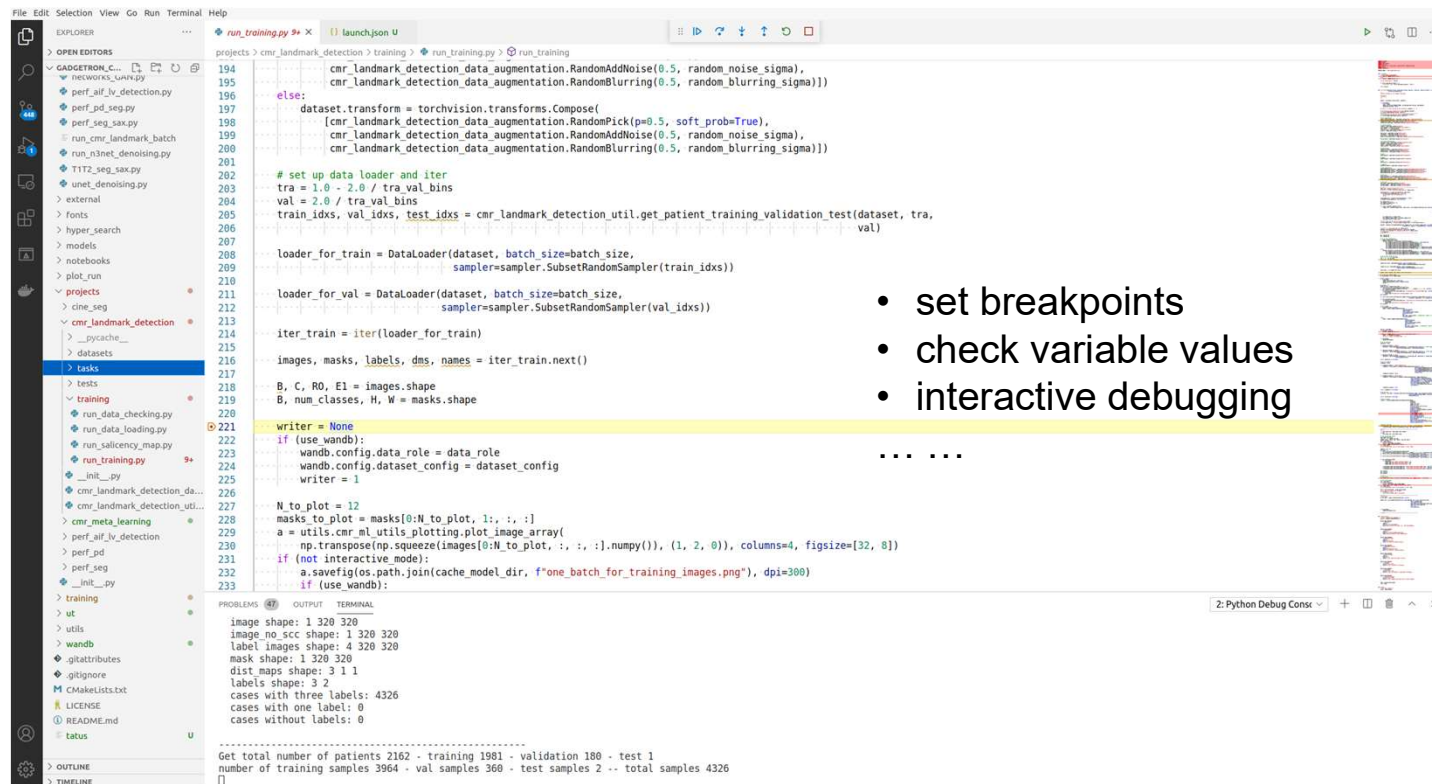 File Edit Selection View Go Run Terminal Help
EXPLORER ...
run_training.py 9+ ×
launch.json U
> OPEN EDITORS
projects > cmr_landmark_detection > training > run_training.py > run_training
GADGETRON_C...
networks_GAN.py
perf_aif_lv_detection.py
perf_pd_seg.py
perf_seg_sax.py
run_cmr_landmark_batch
run_n3net_denoising.py
T1T2_seg_sax.py
unet_denoising.py
> external
> fonts
> hyper_search
> models
> notebooks
> plot_run
projects
> cine_seg
cmr_landmark_detection
> __pycache__
> datasets
> tasks
> tests
training
run_data_checking.py
run_data_loading.py
run_salicency_map.py
run_training.py 9+
__init__.py
cmr_landmark_detection_da...
cmr_landmark_detection_uti...
> cmr_meta_learning
> perf_aif_lv_detection
> perf_pd
> perf_seg
__init__.py
> training
> ut
> utils
> wandb
.gitattributes
.gitignore
CMakeLists.txt
LICENSE
README.md
tatus U
> OUTLINE
> TIMELINE
448
1
194 cmr_landmark_detection_data_augmentation.RandomAddNoise(0.5, random_noise_sigma),
195 cmr_landmark_detection_data_augmentation.RandomBlurring(0.5, random_blurring_sigma)])
196 else:
197 dataset.transform = torchvision.transforms.Compose(
198 [cmr_landmark_detection_data_augmentation.RandomFlip(p=0.5, same_prob=True),
199 cmr_landmark_detection_data_augmentation.RandomAddNoise(0.5, random_noise_sigma),
200 cmr_landmark_detection_data_augmentation.RandomBlurring(0.5, random_blurring_sigma)])
201
202 # set up data loader and iter
203 tra = 1.0 - 2.0 / tra_val_bins
204 val = 2.0 / tra_val_bins
205 train_idxs, val_idxs, test_idxs = cmr_landmark_detection_util.get_patient_training_validation_test(dataset, tra,
206 val)
207
208 loader_for_train = DataLoader(dataset, batch_size=batch_size,
209 sampler=sampler.SubsetRandomSampler(train_idxs))
210
211 loader_for_val = DataLoader(dataset, batch_size=batch_size,
212 sampler=sampler.SubsetRandomSampler(val_idxs))
213
214 iter_train = iter(loader_for_train)
215
216 images, masks, labels, dms, names = iter_train.next()
217
218 B, C, RO, E1 = images.shape
219 B, num_classes, H, W = masks.shape
220
221 writer = None
222 if (use_wandb):
223 wandb.config.data_role = data_role
224 wandb.config.dataset_config = dataset_config
225 writer = 1
226
227 N_to_plot = 12
228 masks_to_plot = masks[0:N_to_plot, 1:, :, :]
229 a = utils.cmr_ml_utils_plotting.plot_image_array(
230 np.transpose(np.squeeze(images[0:N_to_plot, :, :, :].numpy()), (1, 2, 0)), columns=4, figsize=[32, 8])
231 if (not interactive_mode):
232 a.savefig(os.path.join(cache_model_dir, f"one_batch_for_training_images.png"), dpi=300)
233 if (use_wandb):
• set breakpoints
• check variable values
• interactive debugging
... ...
PROBLEMS 47 OUTPUT TERMINAL
2: Python Debug Consc
image shape: 1 320 320
image_no_scc shape: 1 320 320
label images shape: 4 320 320
mask shape: 1 320 320
dist_maps shape: 3 1 1
labels shape: 3 2
cases with three labels: 4326
cases with one label: 0
cases without labels: 0
-----------------------------------------------------
Get total number of patients 2162 - training 1981 - validation 180 - test 1
number of training samples 3964 - val samples 360 - test samples 2 -- total samples 4326